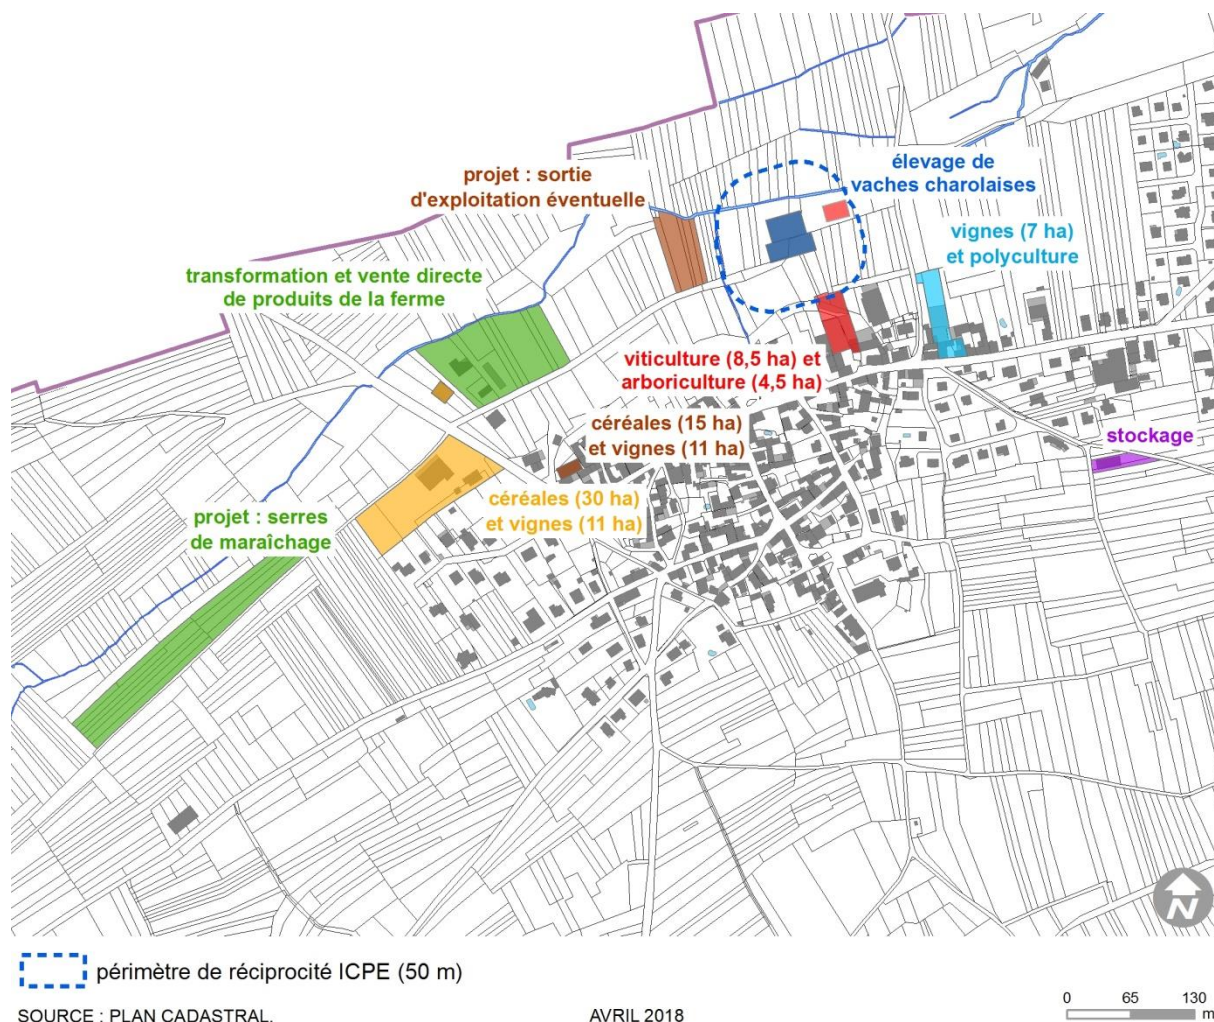 élevage de
vaches charolaises
projet : sortie
d'exploitation éventuelle
vignes (7 ha)
et polyculture
transformation et vente directe
de produits de la ferme
viticulture (8,5 ha) et
arboriculture (4,5 ha)
céréales (15 ha)
et vignes (11 ha)
stockage
céréales (30 ha)
et vignes (11 ha)
projet : serres
de maraîchage
N
périmètre de réciprocité ICPE (50 m)
SOURCE : PLAN CADASTRAL.
AVRIL 2018
0 65 130
m